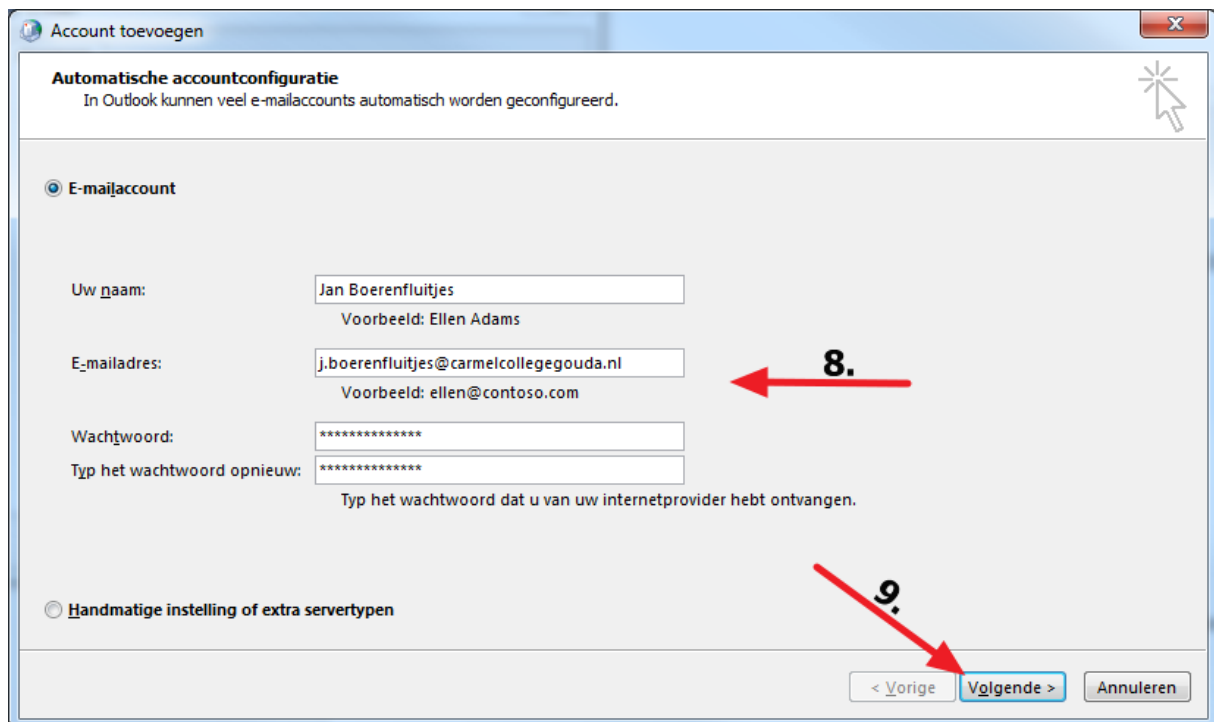 Account toevoegen
Automatische accountconfiguratie
In Outlook kunnen veel e-mailaccounts automatisch worden geconfigureerd.
E-mailaccount
Uw naam: Jan Boerenfluitjes
Voorbeeld: Ellen Adams
E-mailadres: j.boerenfluitjes@carmelcollegegouda.nl
8.
Voorbeeld: ellen@contoso.com
Wachtwoord: **************
Typ het wachtwoord opnieuw: **************
Typ het wachtwoord dat u van uw internetprovider hebt ontvangen.
Handmatige instelling of extra servertypen
9.
< Vorige Volgende > Annuleren